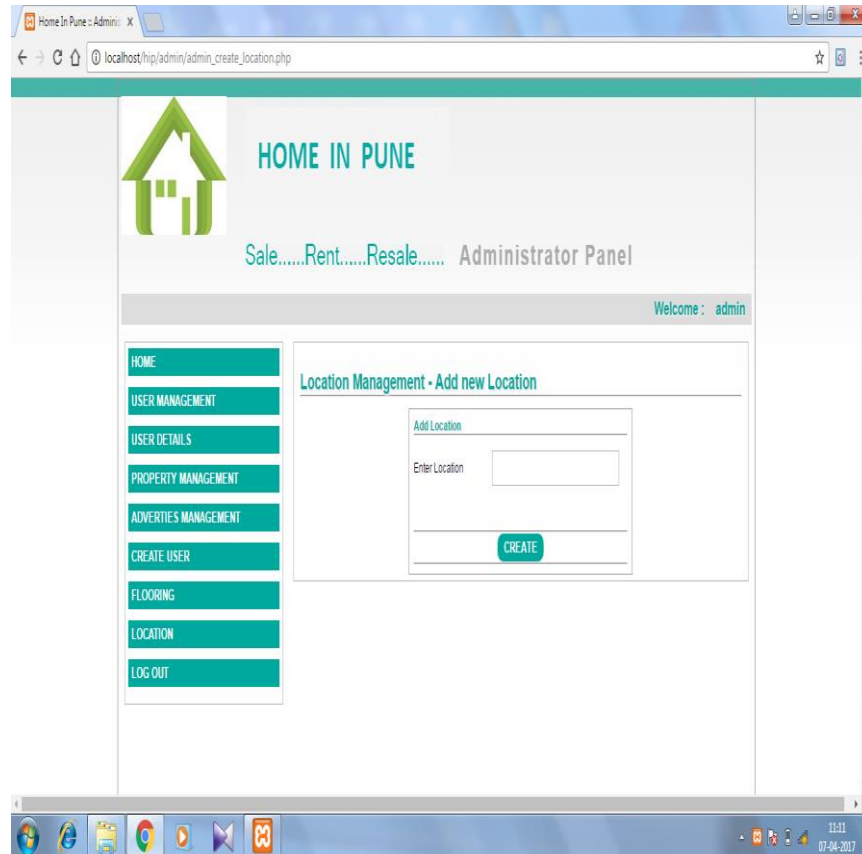 Home In Pune :: Adminis
localhost/hip/admin/admin_create_location.php
HOME IN PUNE
Sale......Rent......Resale...... Administrator Panel
Welcome : admin
HOME
USER MANAGEMENT
USER DETAILS
PROPERTY MANAGEMENT
ADVERTIES MANAGEMENT
CREATE USER
FLOORING
LOCATION
LOG OUT
Location Management - Add new Location
Add Location
Enter Location
CREATE
11:11
07-04-2017